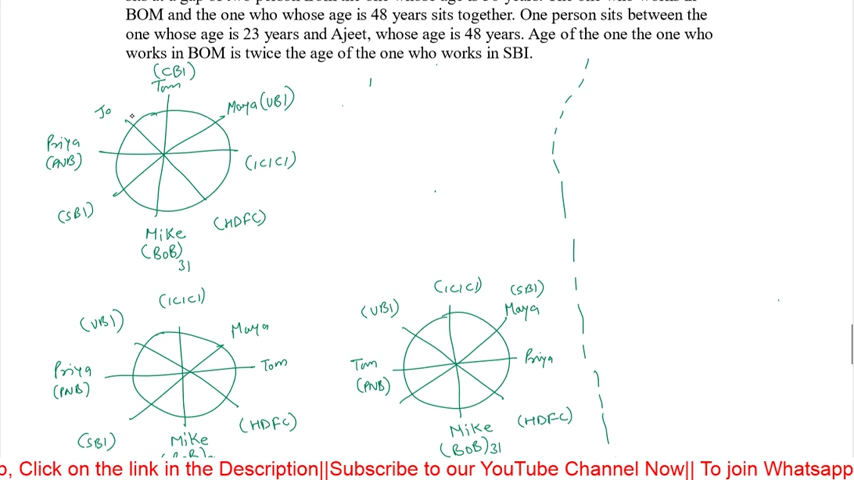 BOM and the one who whose age is 48 years sits together. One person sits between the
one whose age is 23 years and Ajeet, whose age is 48 years. Age of the one the one who
works in BOM is twice the age of the one who works in SBI.
(CBI)
Tom
Jo
Maya (UBI)
Priya
(PNB)
(ICICI)
(SBI)
(HDFC)
Mike
(BOB)
31
(ICICI)
(UBI)
Maya
Priya
(PNB)
Tom
(SBI)
(HDFC)
Mike
(ICICI)
(SBI)
(UBI)
Maya
Tom
(PNB)
Priya
(HDFC)
Mike
(BOB) 31
, Click on the link in the Description||Subscribe to our YouTube Channel Now|| To join Whatsapp